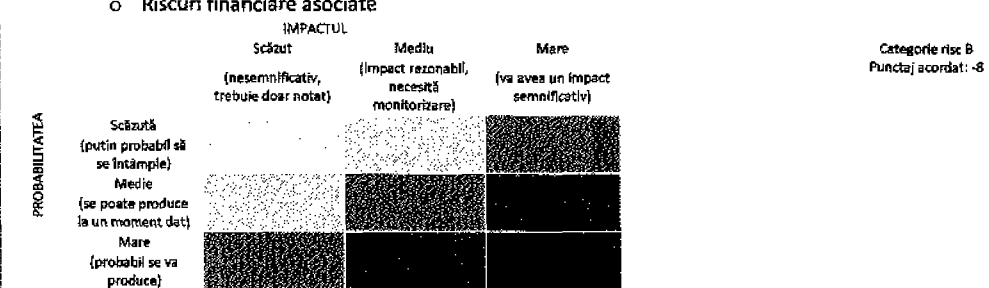 o Riscuri financiare asociate
IMPACTUL
Scăzut
(nesemnificativ,
trebuie doar notat)
Mediu
(impact rezonabil,
necesită
monitorizare)
Mare
(va avea un impact
semnificativ)
Categorie risc B
Punctaj acordat: -8
PROBABILITATEA
Scăzută
(putin probabil să
se întâmple)
Medie
(se poate produce
la un moment dat)
Mare
(probabil se va
produce)